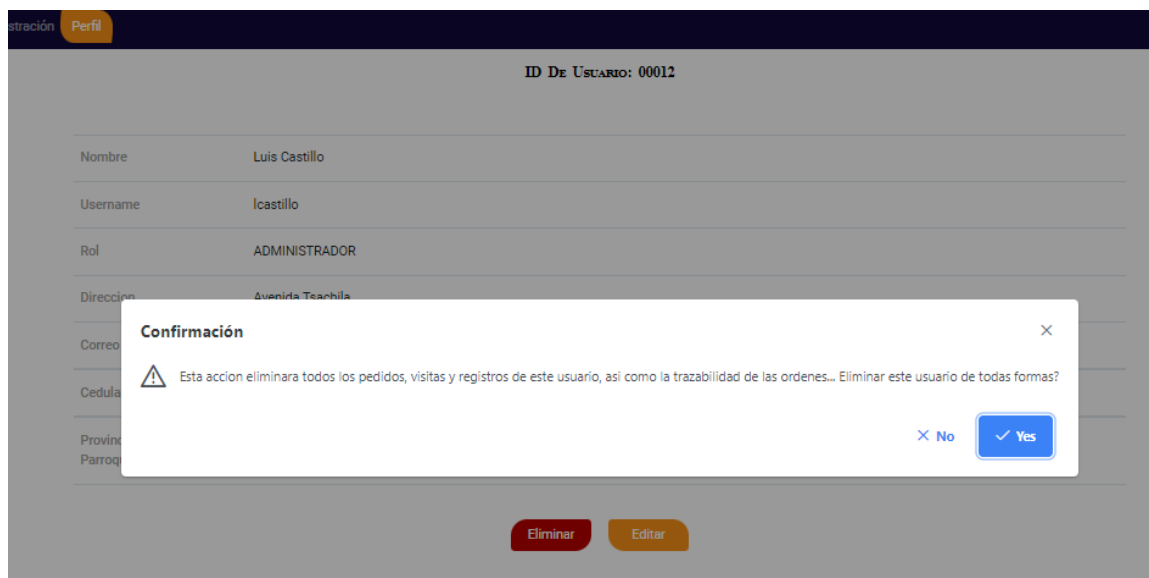 stración Perfil
ID De Usuario: 00012
Nombre Luis Castillo
Username lcastillo
Rol ADMINISTRADOR
Direccion Avenida Tsachila
Confirmación
Correo
Esta accion eliminara todos los pedidos, visitas y registros de este usuario, asi como la trazabilidad de las ordenes... Eliminar este usuario de todas formas?
Cedula
No Yes
Provinc
Parroqu
Eliminar Editar